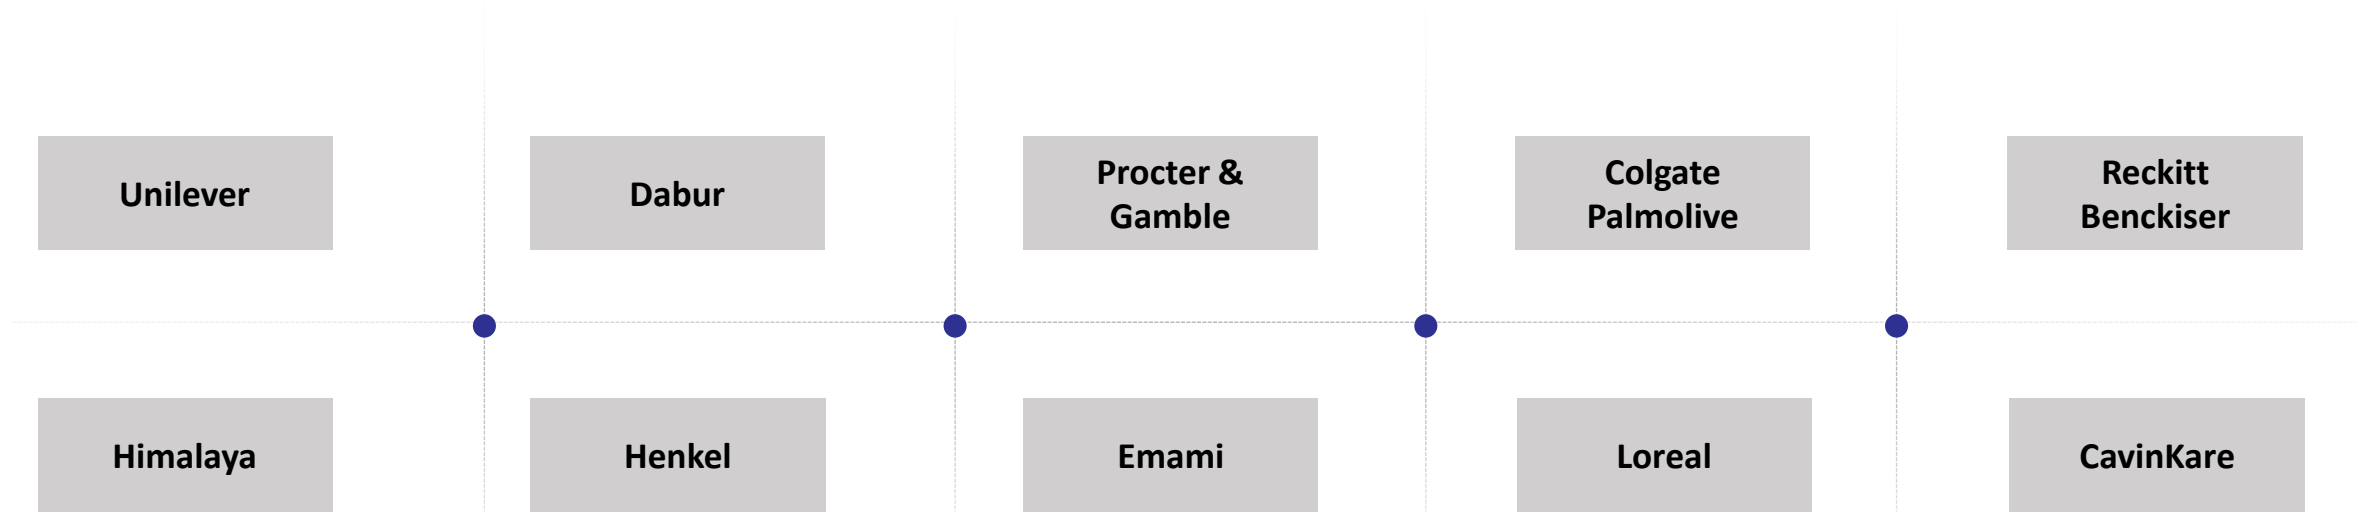 Unilever
Dabur
Procter &
Gamble
Colgate
Palmolive
Reckitt
Benckiser
Himalaya
Henkel
Emami
Loreal
CavinKare